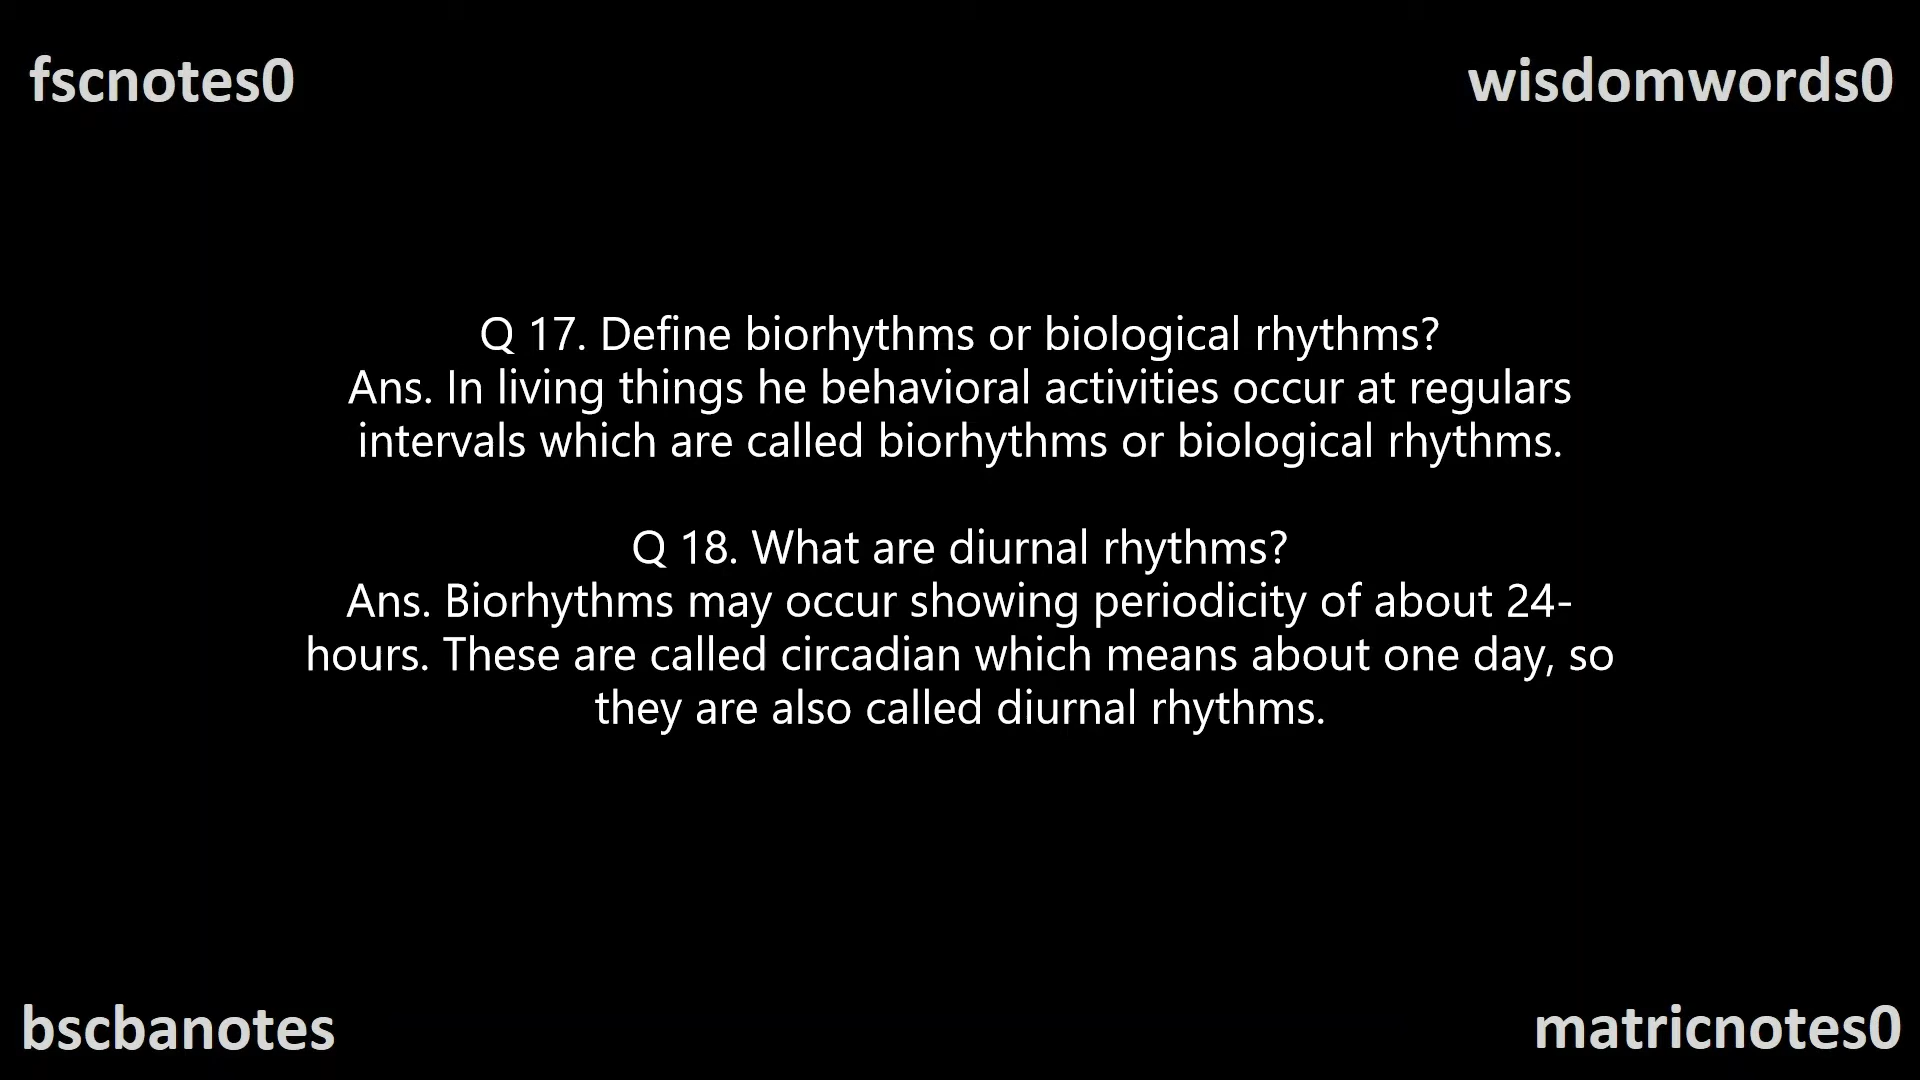 fscnotes0
wisdomwords0
Q 17. Define biorhythms or biological rhythms?
Ans. In living things he behavioral activities occur at regulars
intervals which are called biorhythms or biological rhythms.
Q 18. What are diurnal rhythms?
Ans. Biorhythms may occur showing periodicity of about 24-
hours. These are called circadian which means about one day, so
they are also called diurnal rhythms.
bscbanotes
matricnotes0